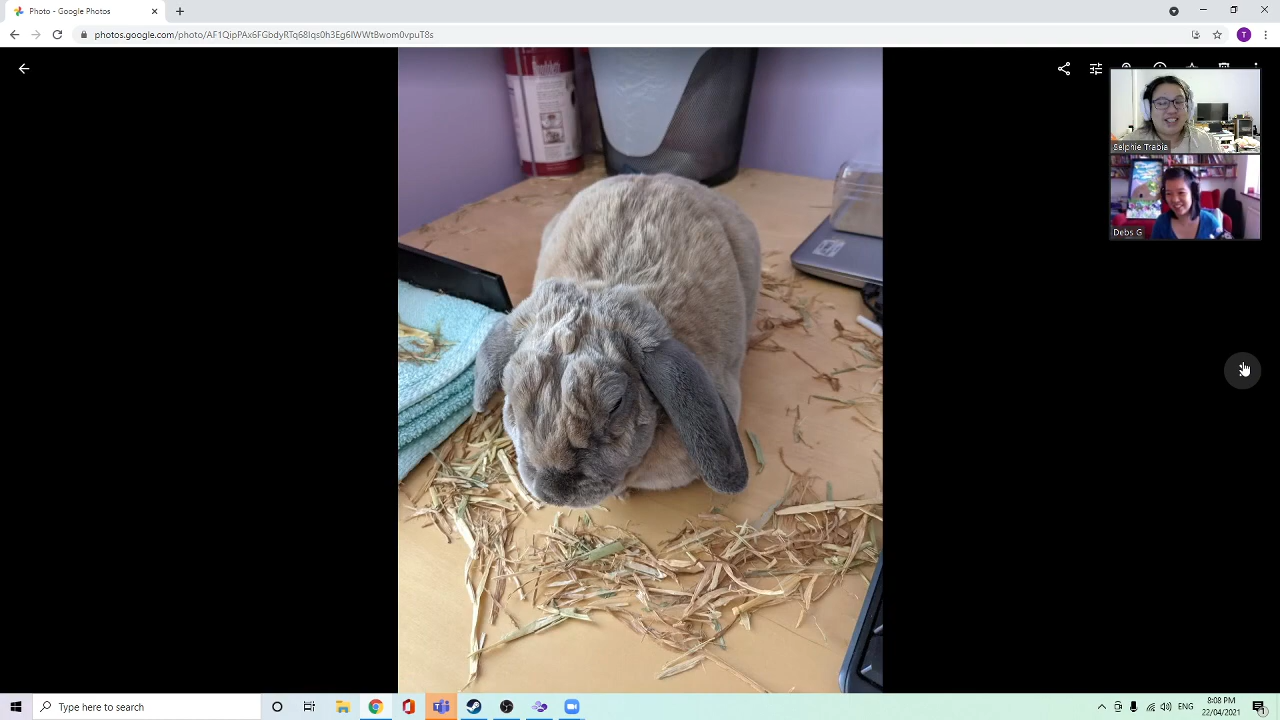 Photo - Google Photos
photos.google.com/photo/AF1QipPAx6FGbdyRTq68Iqs0h3Eg6IWWtBwom0vpuT8s
T
Selphie Trabia
Debs G
Type here to search
ENG
8:08 PM
22/04/2021